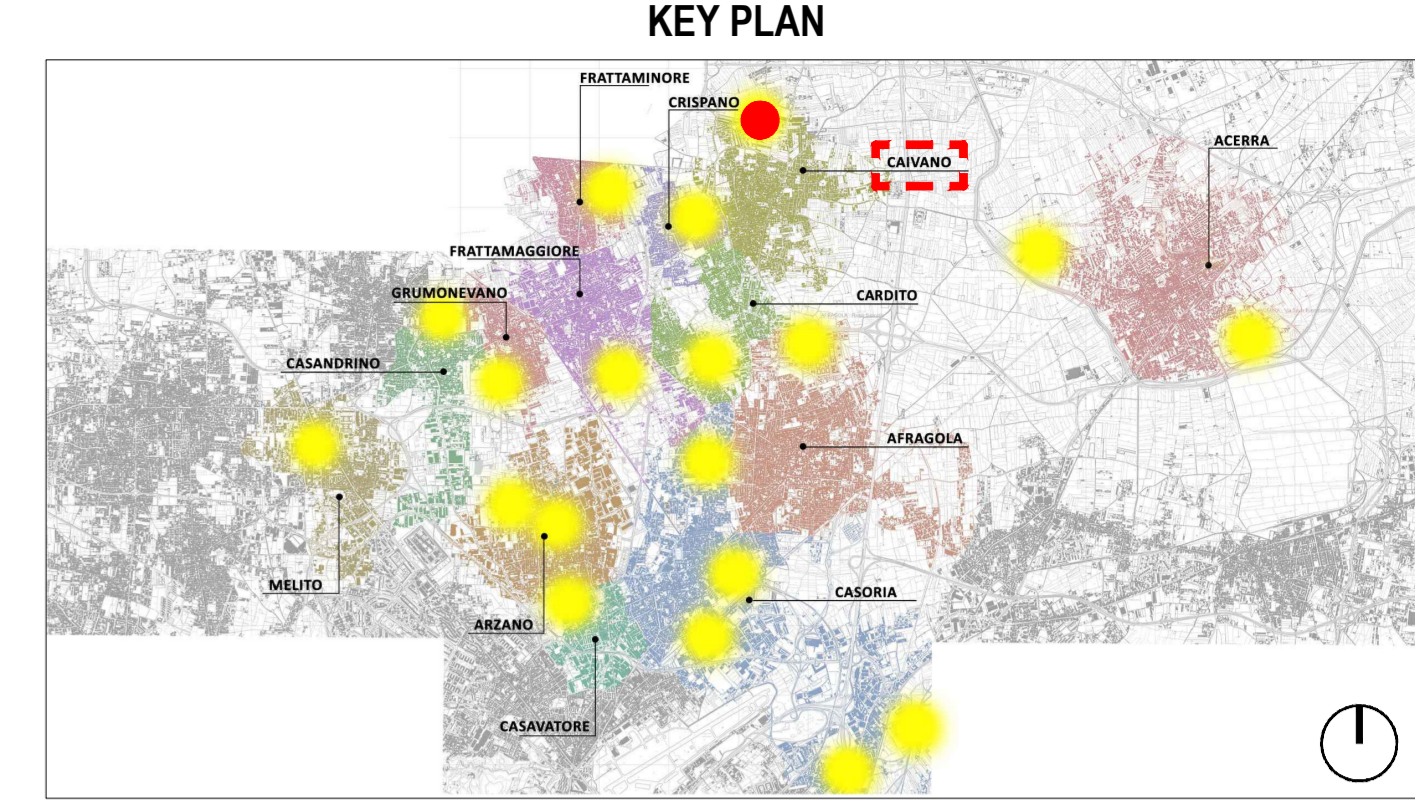 KEY PLAN
FRATTAMINORE
CRISPANO
ACERRA
CAIVANO
FRATTAMAGGIORE
GRUMONEVANO
CARDITO
CASANDRINO
AFRAGOLA
MELITO
CASORIA
ARZANO
CASAVATORE